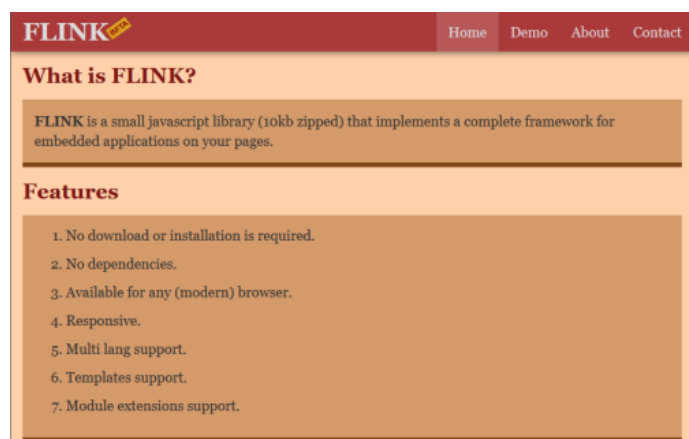 FLINK BETA
Home Demo About Contact
What is FLINK?
FLINK is a small javascript library (10kb zipped) that implements a complete framework for
embedded applications on your pages.
Features
1. No download or installation is required.
2. No dependencies.
3. Available for any (modern) browser.
4. Responsive.
5. Multi lang support.
6. Templates support.
7. Module extensions support.